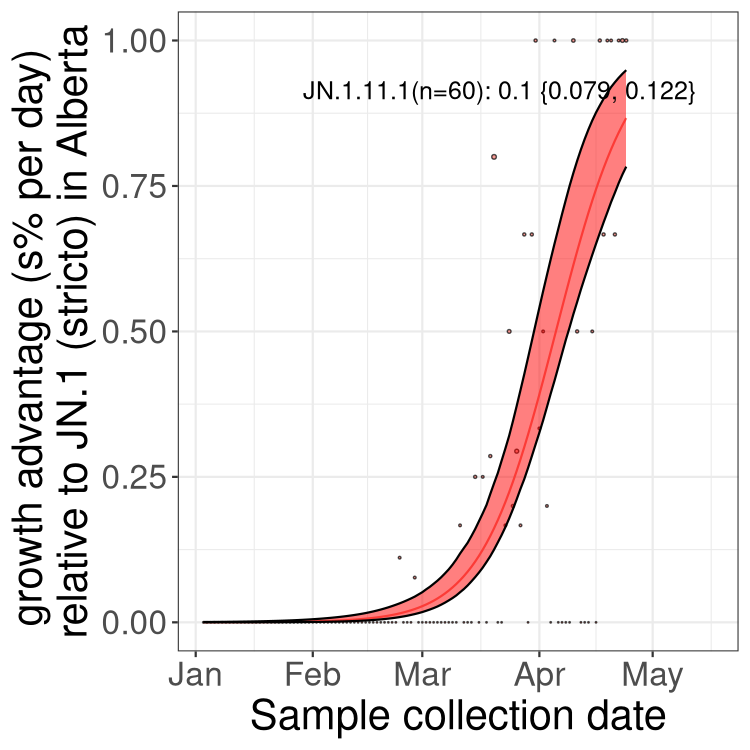 growth advantage (s% per day)
relative to JN.1 (stricto) in Alberta
1.00
0.75
0.50
0.25
0.00
JN.1.11.1(n=60): 0.1 {0.079, 0.122}
Jan Feb Mar Apr May
Sample collection date